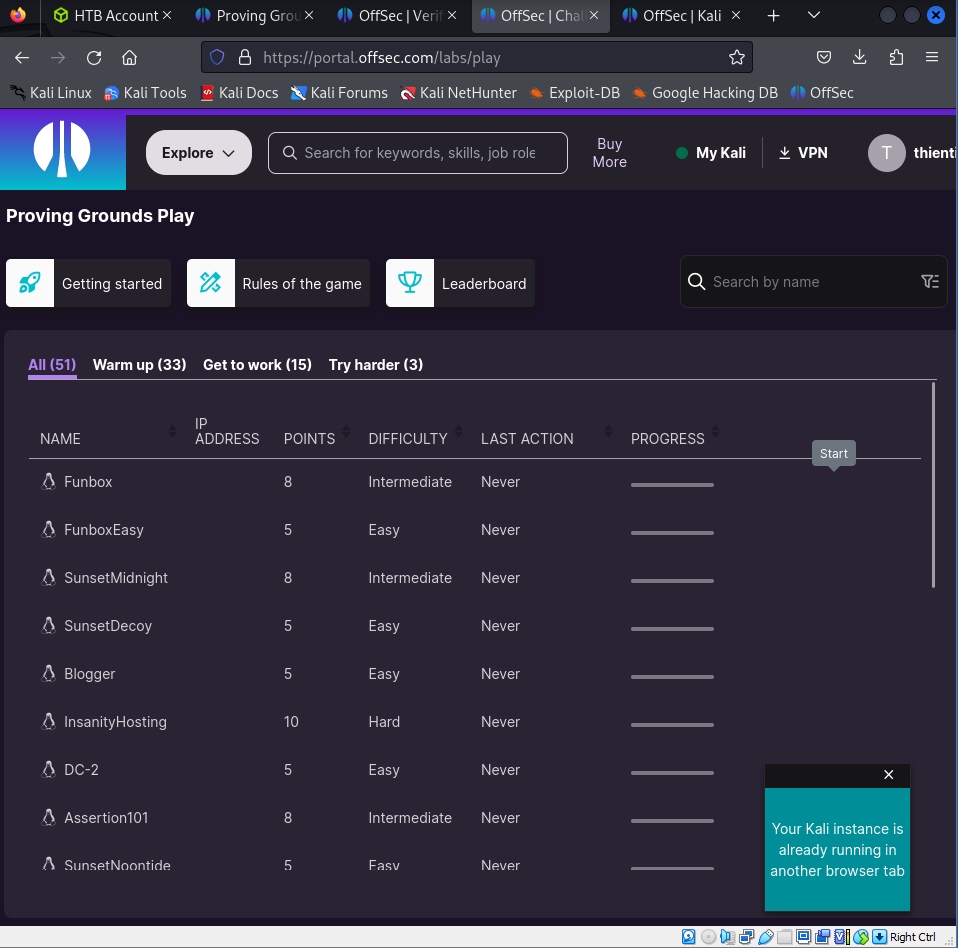 HTB Account
Proving Grou
OffSec | Verif
OffSec | Chal
OffSec | Kali
https://portal.offsec.com/labs/play
Kali Linux Kali Tools Kali Docs Kali Forums Kali NetHunter Exploit-DB Google Hacking DB OffSec
Explore
Search for keywords, skills, job role
Buy
More
My Kali
VPN
T
thienti
Proving Grounds Play
Getting started
Rules of the game
Leaderboard
Search by name
All (51) Warm up (33) Get to work (15) Try harder (3)
NAME IP ADDRESS POINTS DIFFICULTY LAST ACTION PROGRESS
Start
Funbox 8 Intermediate Never
FunboxEasy 5 Easy Never
SunsetMidnight 8 Intermediate Never
SunsetDecoy 5 Easy Never
Blogger 5 Easy Never
InsanityHosting 10 Hard Never
DC-2 5 Easy Never
Assertion101 8 Intermediate Never
SunsetNoontide 5 Easy Never
Your Kali instance is
already running in
another browser tab
Right Ctrl